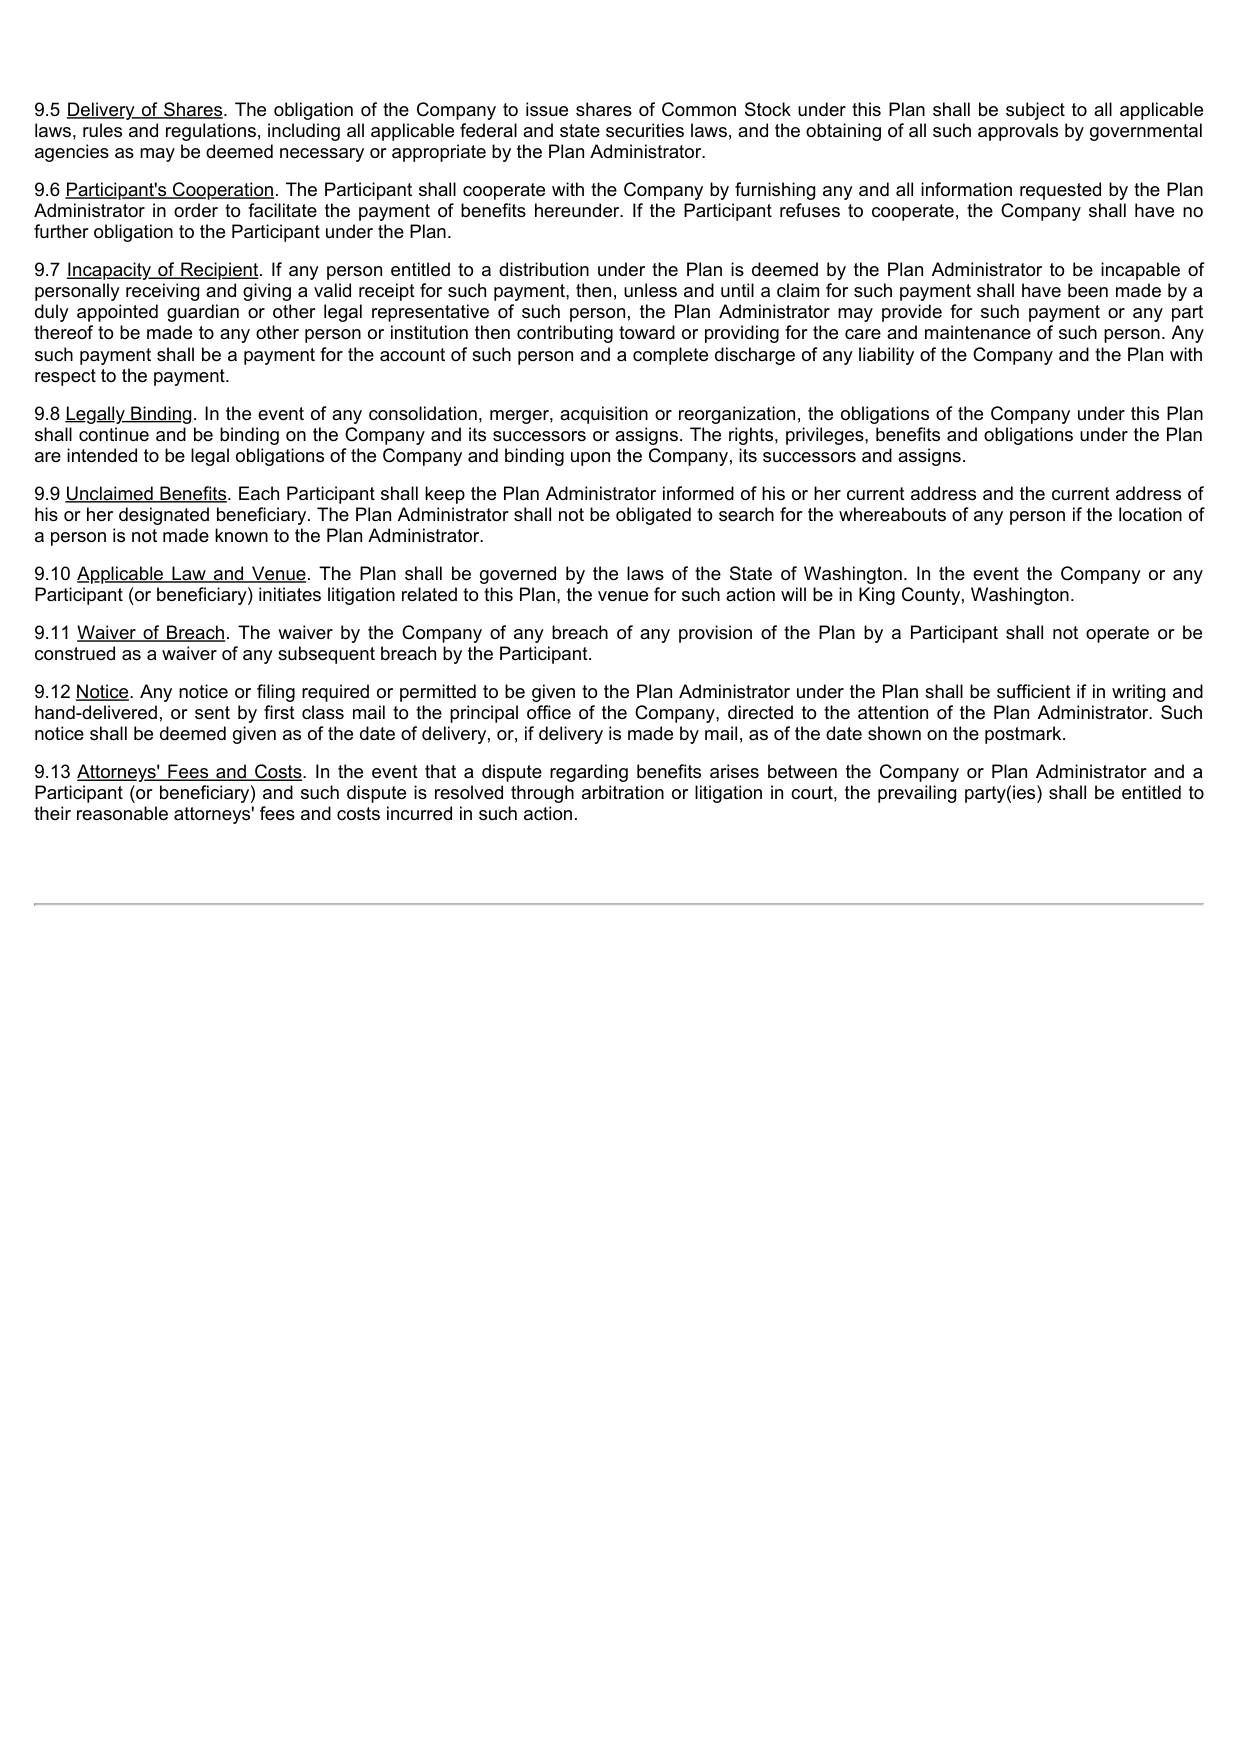 9.5 Delivery of Shares. The obligation of the Company to issue shares of Common Stock under this Plan shall be subject to all applicable
laws, rules and regulations, including all applicable federal and state securities laws, and the obtaining of all such approvals by governmental
agencies as may be deemed necessary or appropriate by the Plan Administrator.
9.6 Participant's Cooperation. The Participant shall cooperate with the Company by furnishing any and all information requested by the Plan
Administrator in order to facilitate the payment of benefits hereunder. If the Participant refuses to cooperate, the Company shall have no
further obligation to the Participant under the Plan.
9.7 Incapacity of Recipient. If any person entitled to a distribution under the Plan is deemed by the Plan Administrator to be incapable of
personally receiving and giving a valid receipt for such payment, then, unless and until a claim for such payment shall have been made by a
duly appointed guardian or other legal representative of such person, the Plan Administrator may provide for such payment or any part
thereof to be made to any other person or institution then contributing toward or providing for the care and maintenance of such person. Any
such payment shall be a payment for the account of such person and a complete discharge of any liability of the Company and the Plan with
respect to the payment.
9.8 Legally Binding. In the event of any consolidation, merger, acquisition or reorganization, the obligations of the Company under this Plan
shall continue and be binding on the Company and its successors or assigns. The rights, privileges, benefits and obligations under the Plan
are intended to be legal obligations of the Company and binding upon the Company, its successors and assigns.
9.9 Unclaimed Benefits. Each Participant shall keep the Plan Administrator informed of his or her current address and the current address of
his or her designated beneficiary. The Plan Administrator shall not be obligated to search for the whereabouts of any person if the location of
a person is not made known to the Plan Administrator.
9.10 Applicable Law and Venue. The Plan shall be governed by the laws of the State of Washington. In the event the Company or any
Participant (or beneficiary) initiates litigation related to this Plan, the venue for such action will be in King County, Washington.
9.11 Waiver of Breach. The waiver by the Company of any breach of any provision of the Plan by a Participant shall not operate or be
construed as a waiver of any subsequent breach by the Participant.
9.12 Notice. Any notice or filing required or permitted to be given to the Plan Administrator under the Plan shall be sufficient if in writing and
hand-delivered, or sent by first class mail to the principal office of the Company, directed to the attention of the Plan Administrator. Such
notice shall be deemed given as of the date of delivery, or, if delivery is made by mail, as of the date shown on the postmark.
9.13 Attorneys' Fees and Costs. In the event that a dispute regarding benefits arises between the Company or Plan Administrator and a
Participant (or beneficiary) and such dispute is resolved through arbitration or litigation in court, the prevailing party(ies) shall be entitled to
their reasonable attorneys' fees and costs incurred in such action.